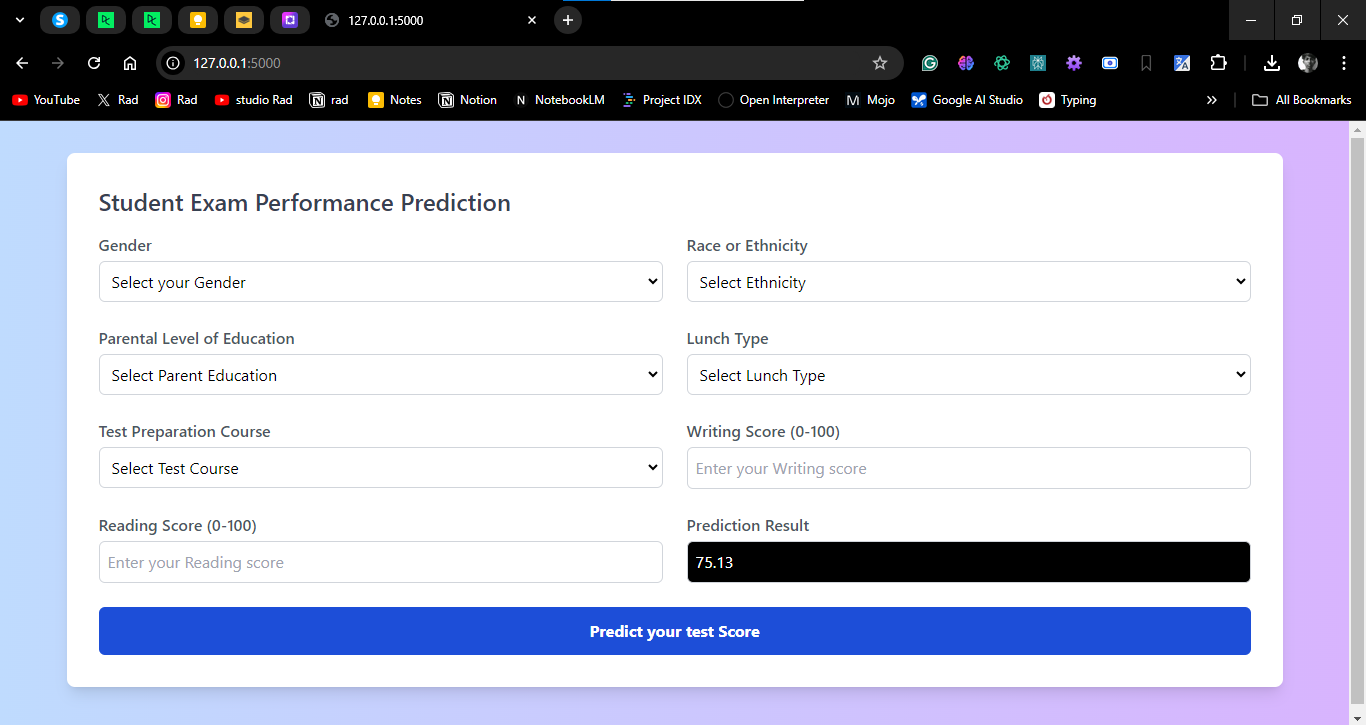 127.0.0.1:5000
127.0.0.1:5000
YouTube Rad Rad studio Rad rad Notes Notion NotebookLM Project IDX Open Interpreter M Mojo Google AI Studio Typing » All Bookmarks
Student Exam Performance Prediction
Gender Race or Ethnicity
Select your Gender Select Ethnicity
Parental Level of Education Lunch Type
Select Parent Education Select Lunch Type
Test Preparation Course Writing Score (0-100)
Select Test Course Enter your Writing score
Reading Score (0-100) Prediction Result
Enter your Reading score 75.13
Predict your test Score